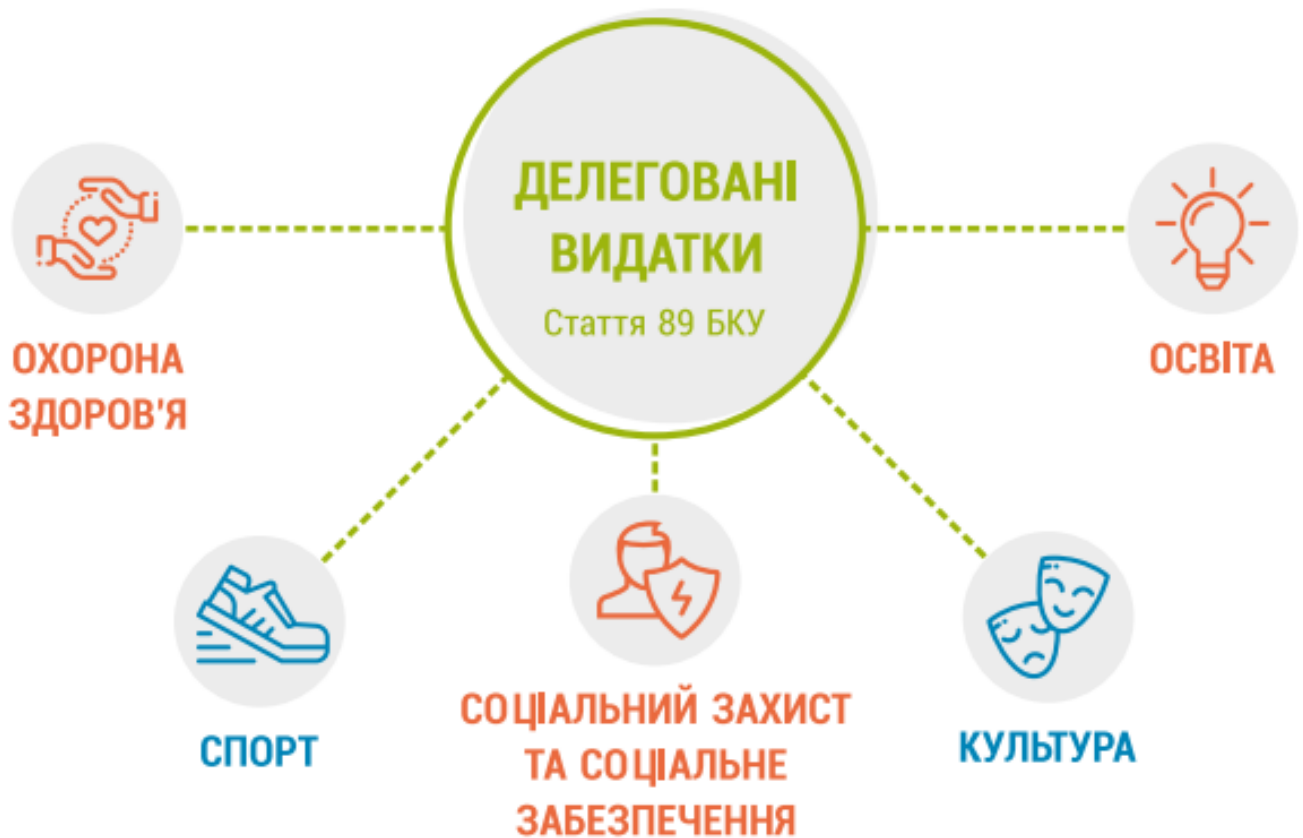 ДЕЛЕГОВАНІ
ВИДАТКИ
Стаття 89 БКУ
ОХОРОНА
ЗДОРОВ'Я
ОСВІТА
СПОРТ
СОЦІАЛЬНИЙ ЗАХИСТ
ТА СОЦІАЛЬНЕ
ЗАБЕЗПЕЧЕННЯ
КУЛЬТУРА